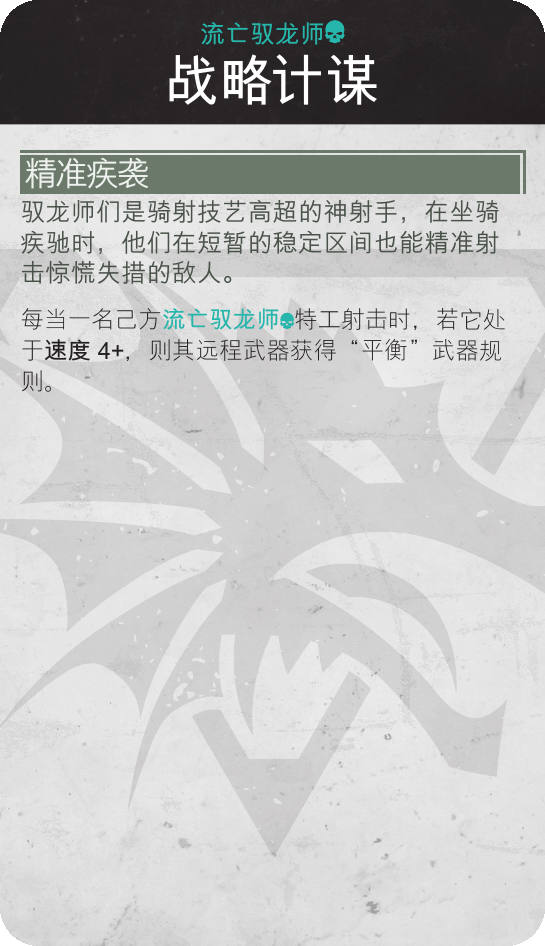 流亡驭龙师
战略计谋
精准疾袭
驭龙师们是骑射技艺高超的神射手，在坐骑
疾驰时，他们在短暂的稳定区间也能精准射
击惊慌失措的敌人。
每当一名己方流亡驭龙师特工射击时，若它处
于速度 4+，则其远程武器获得“平衡”武器规
则。